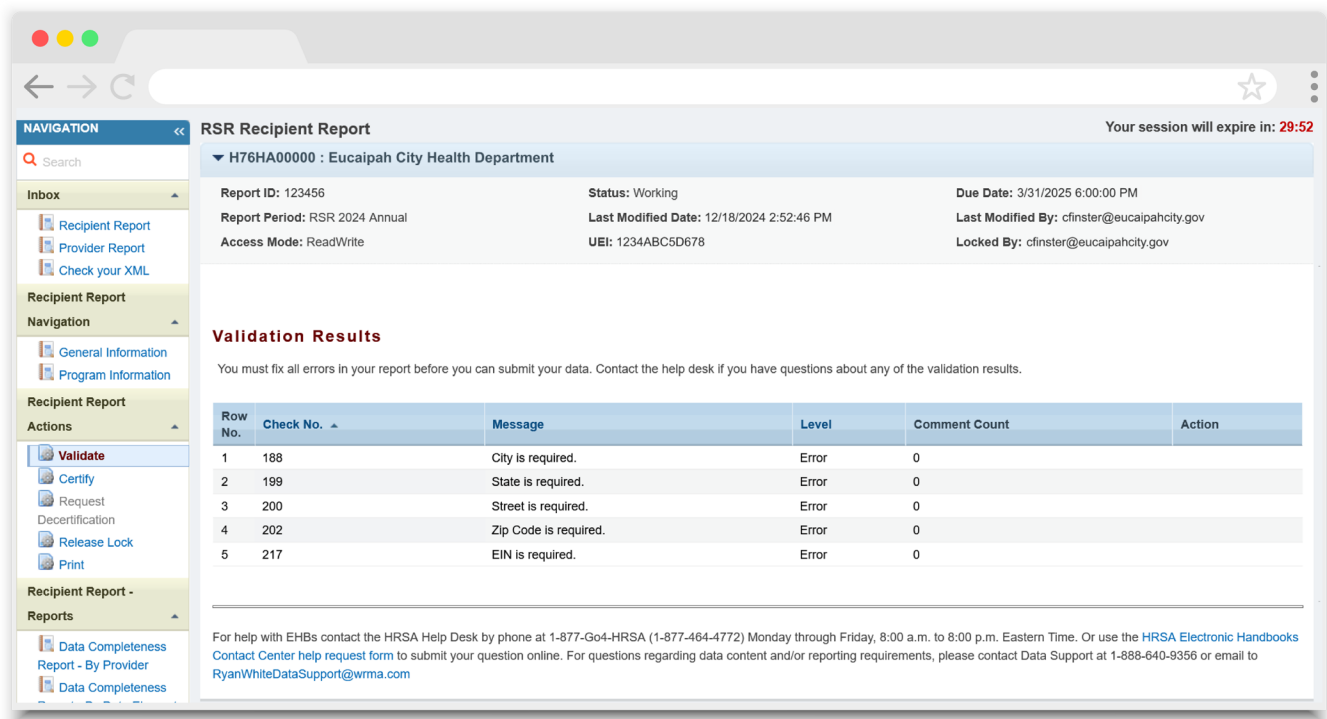 NAVIGATION «
Search
Inbox
Recipient Report
Provider Report
Check your XML
Recipient Report
Navigation
General Information
Program Information
Recipient Report
Actions
Validate
Certify
Request
Decertification
Release Lock
Print
Recipient Report -
Reports
Data Completeness
Report - By Provider
Data Completeness
RSR Recipient Report
Your session will expire in: 29:52
H76HA00000 : Eucaipah City Health Department
Report ID: 123456 Status: Working Due Date: 3/31/2025 6:00:00 PM
Report Period: RSR 2024 Annual Last Modified Date: 12/18/2024 2:52:46 PM Last Modified By: cfinster@eucaipahcity.gov
Access Mode: ReadWrite UEI: 1234ABC5D678 Locked By: cfinster@eucaipahcity.gov
Validation Results
You must fix all errors in your report before you can submit your data. Contact the help desk if you have questions about any of the validation results.
Row No. Check No. Message Level Comment Count Action
1 188 City is required. Error 0
2 199 State is required. Error 0
3 200 Street is required. Error 0
4 202 Zip Code is required. Error 0
5 217 EIN is required. Error 0
For help with EHBs contact the HRSA Help Desk by phone at 1-877-Go4-HRSA (1-877-464-4772) Monday through Friday, 8:00 a.m. to 8:00 p.m. Eastern Time. Or use the HRSA Electronic Handbooks
Contact Center help request form to submit your question online. For questions regarding data content and/or reporting requirements, please contact Data Support at 1-888-640-9356 or email to
RyanWhiteDataSupport@wrma.com